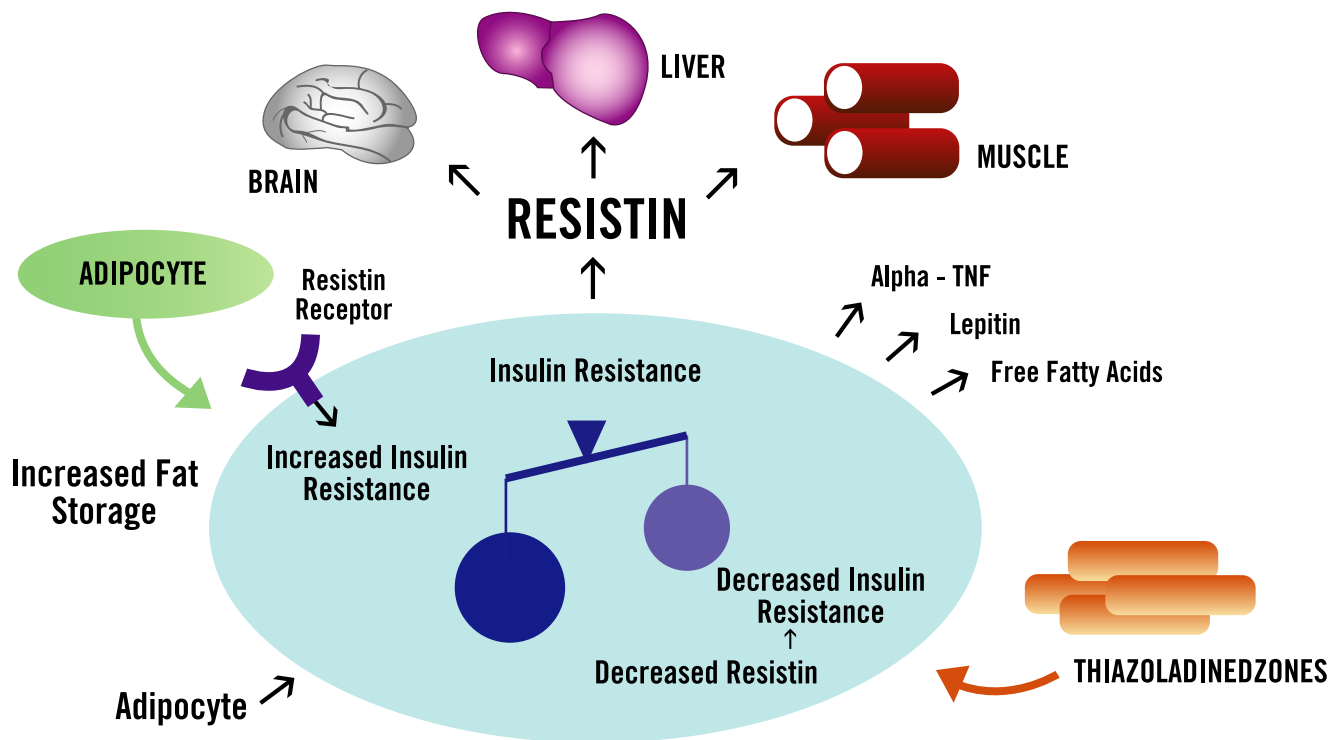 LIVER
BRAIN
MUSCLE
RESISTIN
ADIPOCYTE
Resistin
Receptor
Alpha - TNF
Lepitin
Free Fatty Acids
Insulin Resistance
Increased Insulin
Resistance
Increased Fat
Storage
Decreased Insulin
Resistance
Decreased Resistin
THIAZOLADINEDZONES
Adipocyte